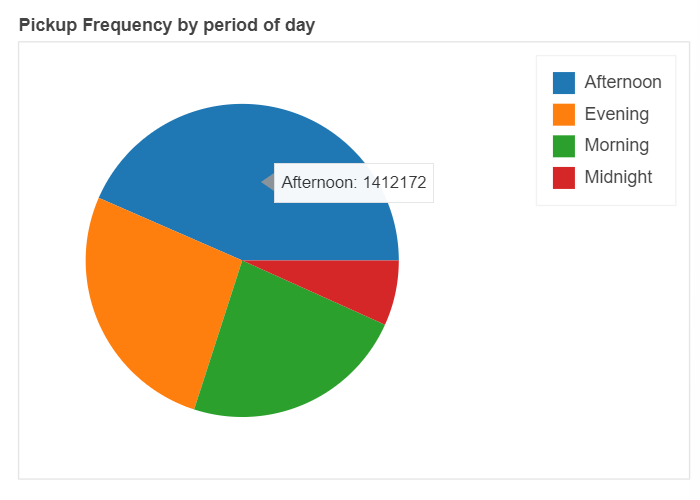 Pickup Frequency by period of day
Afternoon
Evening
Morning
Midnight
Afternoon: 1412172